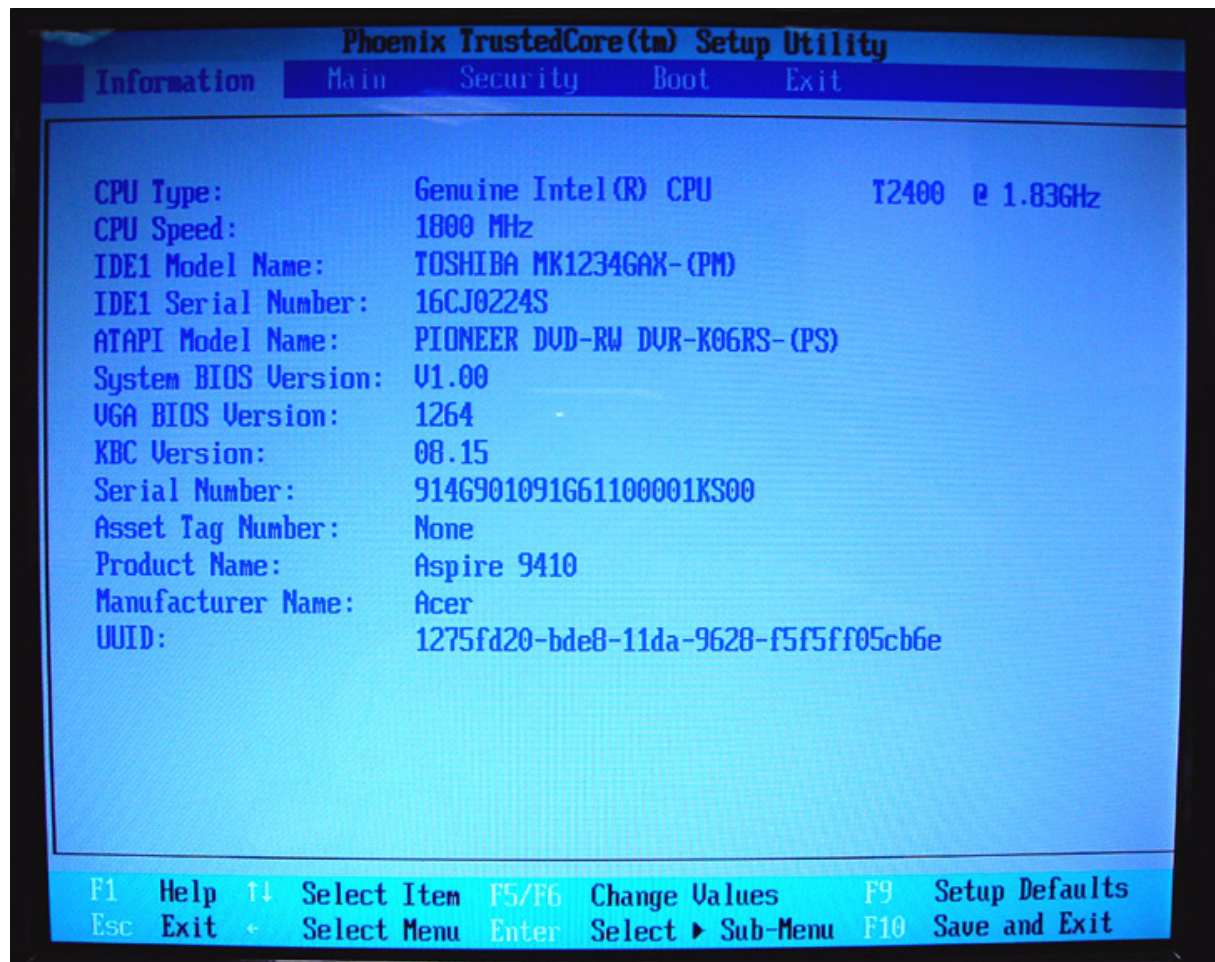 Phoenix TrustedCore(tm) Setup Utility
Information Main Security Boot Exit
CPU Type: Genuine Intel(R) CPU T2400 @ 1.83GHz
CPU Speed: 1800 MHz
IDE1 Model Name: TOSHIBA MK1234GAX-(PM)
IDE1 Serial Number: 16CJ0224S
ATAPI Model Name: PIONEER DVD-RW DVR-K06RS-(PS)
System BIOS Version: V1.00
VGA BIOS Version: 1264
KBC Version: 08.15
Serial Number: 914G901091G61100001KS00
Asset Tag Number: None
Product Name: Aspire 9410
Manufacturer Name: Acer
UUID: 1275fd20-bde8-11da-9628-f5f5ff05cb6e
F1 Help ↑↓ Select Item F5/F6 Change Values F9 Setup Defaults
Esc Exit ← Select Menu Enter Select ▶ Sub-Menu F10 Save and Exit